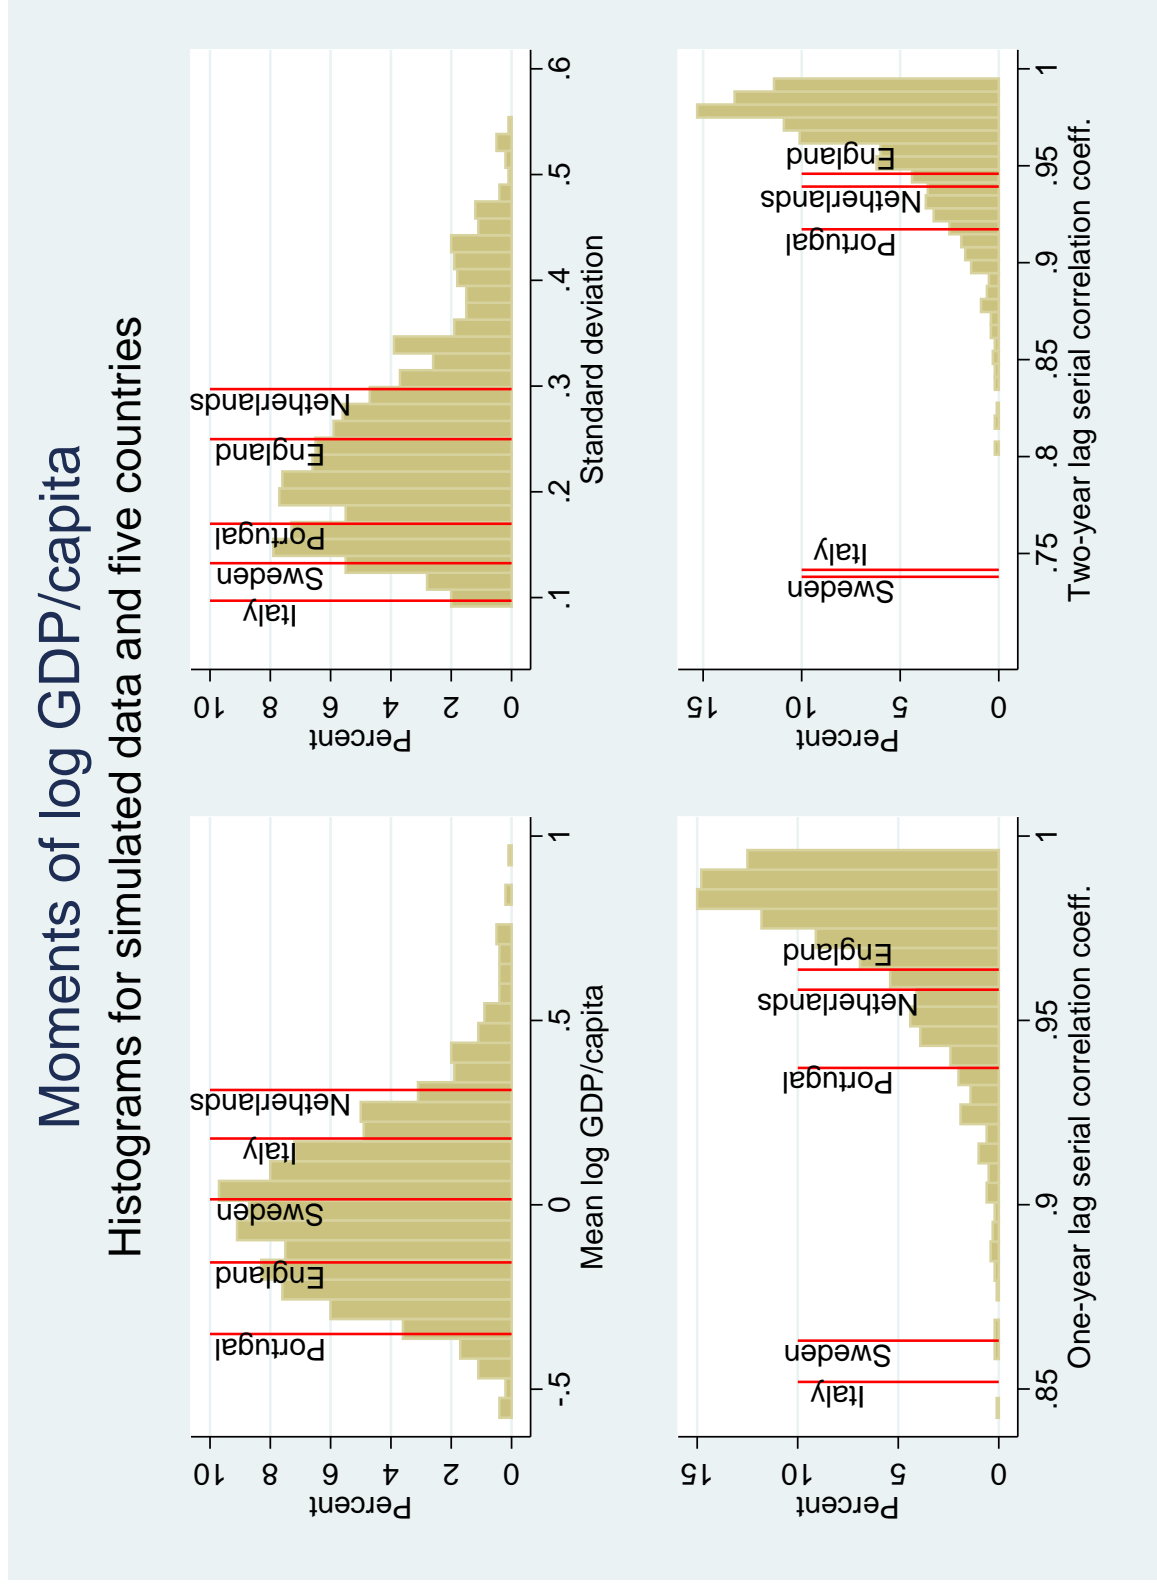 Moments of log GDP/capita
Histograms for simulated data and five countries
Percent
0 2 4 6 8 10
Portugal
England
Sweden
Italy
Netherlands
-.5 0 .5 1
Mean log GDP/capita
Percent
0 2 4 6 8 10
Italy
Sweden
Portugal
England
Netherlands
.1 .2 .3 .4 .5 .6
Standard deviation
Percent
0 5 10 15
Italy
Sweden
Portugal
Netherlands
England
.85 .9 .95 1
One-year lag serial correlation coeff.
Percent
0 5 10 15
Sweden
Italy
Portugal
Netherlands
England
.75 .8 .85 .9 .95 1
Two-year lag serial correlation coeff.